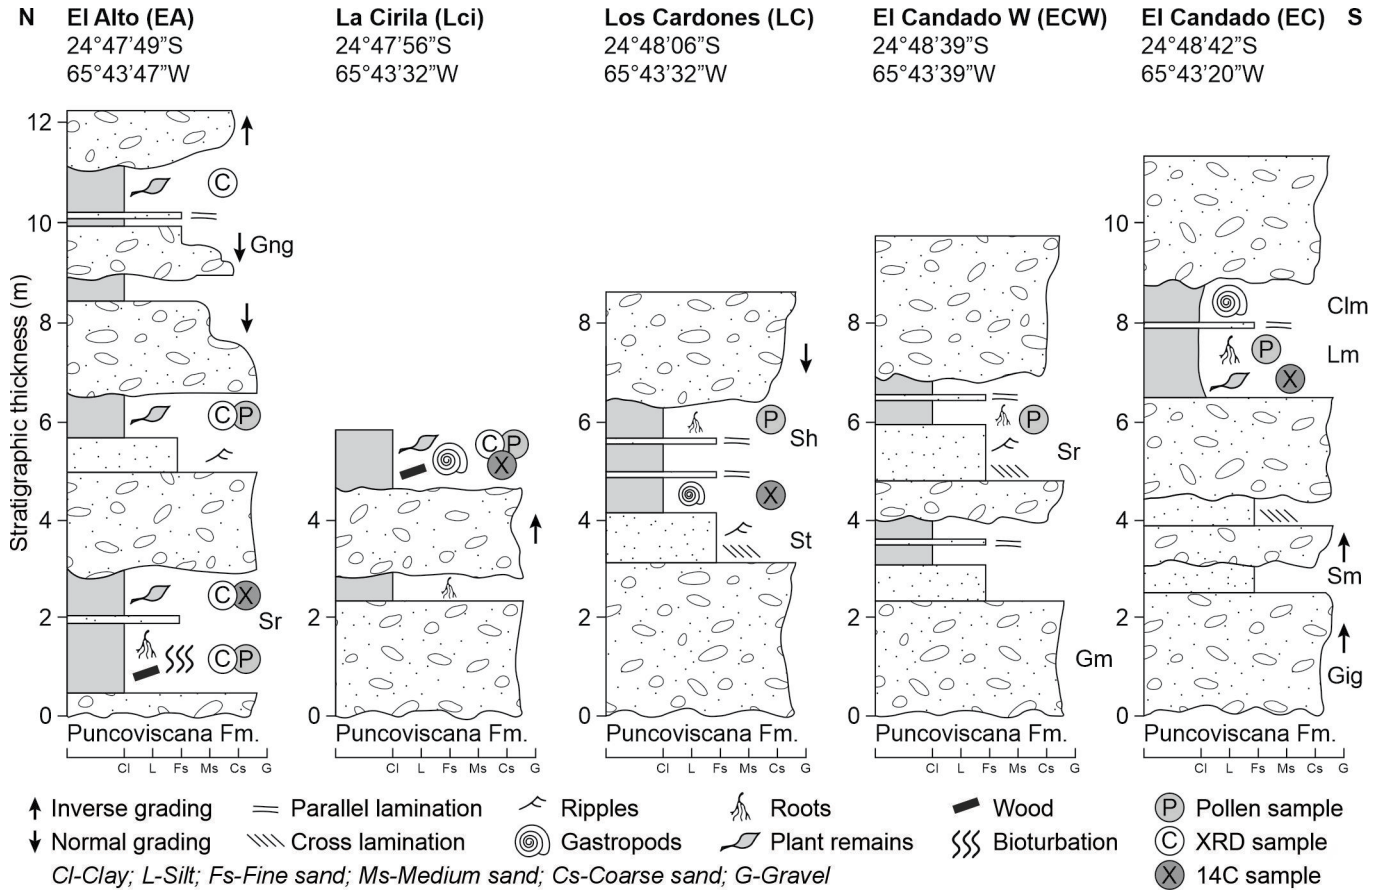 N El Alto (EA) La Cirila (Lci) Los Cardones (LC) El Candado W (ECW) El Candado (EC) S
24°47’49”S 24°47’56”S 24°48’06”S 24°48’39”S 24°48’42”S
65°43’47”W 65°43’32”W 65°43’32”W 65°43’39”W 65°43’20”W
Stratigraphic thickness (m)
12
10
8
6
4
2
0
C
Gng
C P
C X
Sr
C P
Puncoviscana Fm.
Cl L Fs Ms Cs G
6
4
2
0
C P
X
Puncoviscana Fm.
Cl L Fs Ms Cs G
8
6
4
2
0
P
Sh
X
St
Puncoviscana Fm.
Cl L Fs Ms Cs G
8
6
4
2
0
P
Sr
Gm
Puncoviscana Fm.
Cl L Fs Ms Cs G
10
8
6
4
2
0
Clm
P
Lm
X
Sm
Gig
Puncoviscana Fm.
Cl L Fs Ms Cs G
Inverse grading Parallel lamination Ripples Roots Wood P Pollen sample
Normal grading Cross lamination Gastropods Plant remains Bioturbation C XRD sample
Cl-Clay; L-Silt; Fs-Fine sand; Ms-Medium sand; Cs-Coarse sand; G-Gravel X 14C sample